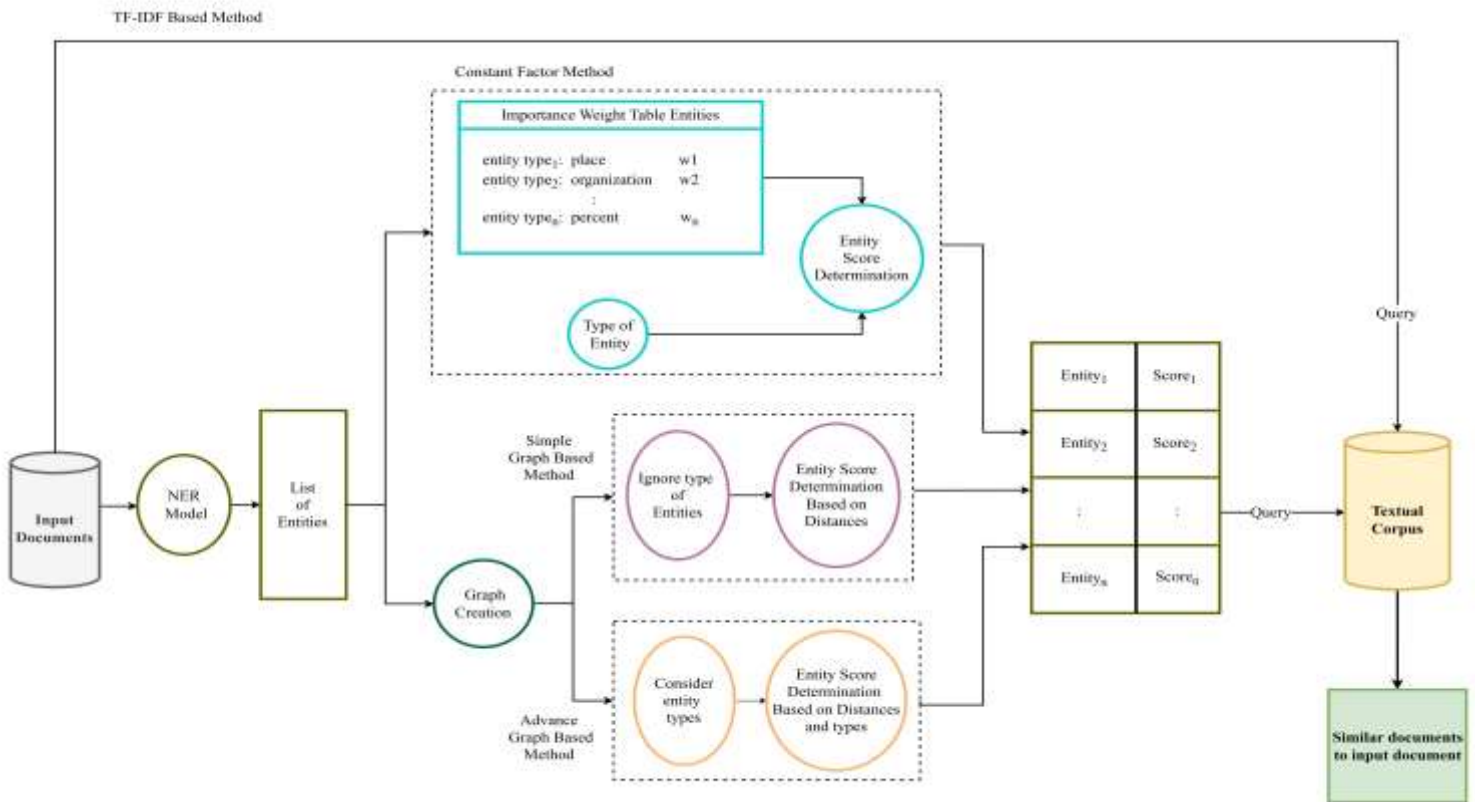 TF-IDF Based Method
Constant Factor Method
Importance Weight Table Entities
entity type₁: place w1
entity type₂: organization w2
:
entity typeₙ: percent wₙ
Entity
Score
Determination
Type of
Entity
Query
Input
Documents
NER
Model
List
of
Entities
Simple
Graph Based
Method
Ignore type
of
Entities
Entity Score
Determination
Based on
Distances
Graph
Creation
Advance
Graph Based
Method
Consider
entity
types
Entity Score
Determination
Based on Distances
and types
Entity₁ Score₁
Entity₂ Score₂
: :
Entityₙ Scoreₙ
Query
Textual
Corpus
Similar documents
to input document